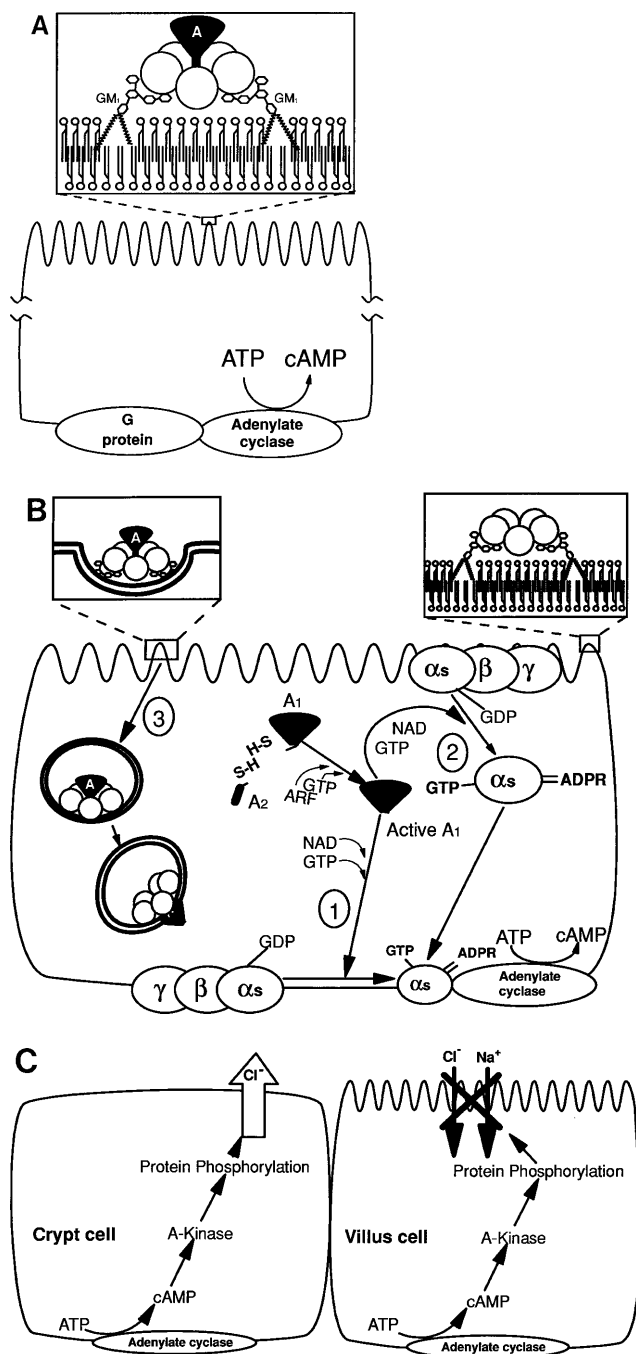 A
A
GM1
GM1
ATP cAMP
G
protein
Adenylate
cyclase
B
A
αs β γ
GDP
3
A1
H-S
S-H
A2
GTP
ARF
NAD
GTP
2
GTP αs ADPR
Active A1
A
NAD
GTP
1
GDP
γ β αs
GTP ADPR
αs
ATP cAMP
Adenylate
cyclase
C
Cl-
Protein Phosphorylation
Crypt cell
A-Kinase
cAMP
ATP
Adenylate cyclase
Cl- Na+
Protein Phosphorylation
Villus cell
A-Kinase
cAMP
ATP
Adenylate cyclase